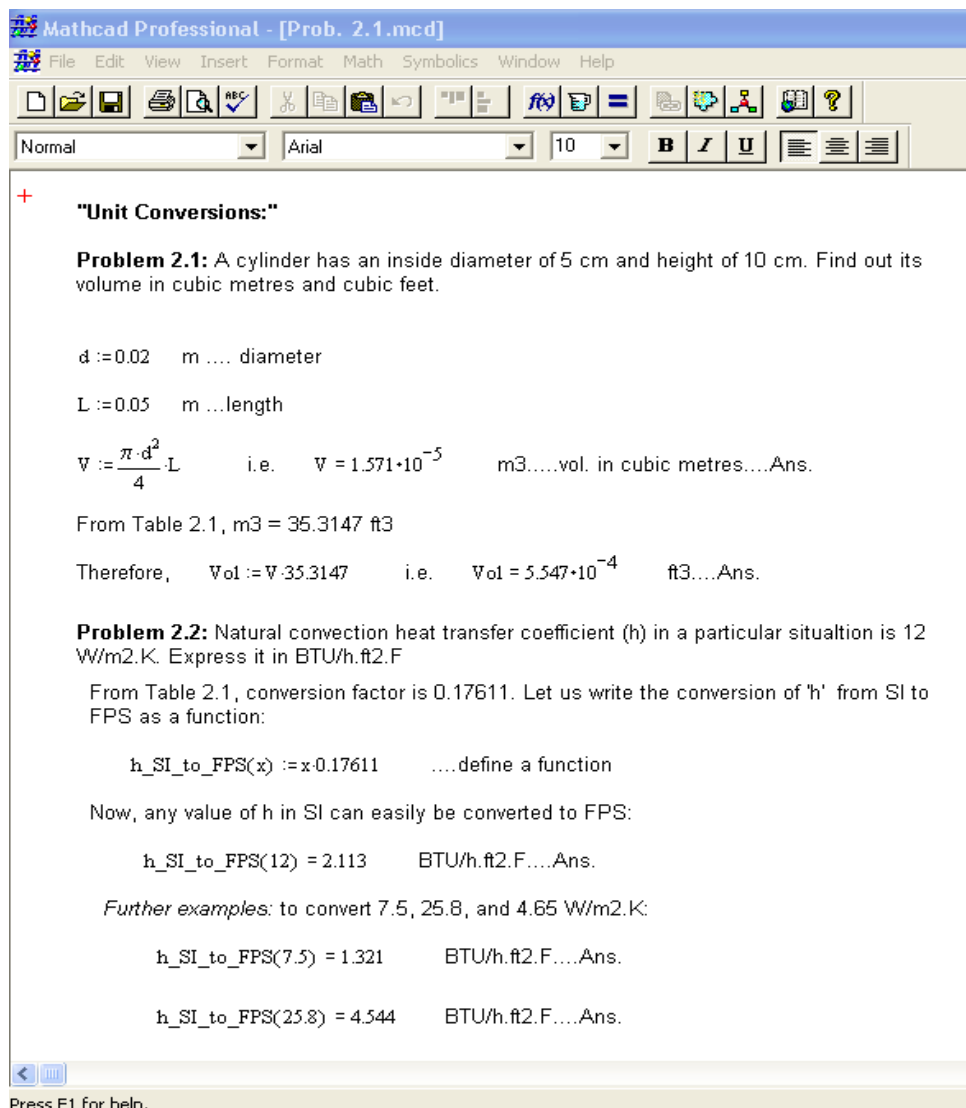 Mathcad Professional - [Prob. 2.1.mcd]
File Edit View Insert Format Math Symbolics Window Help
Normal Arial 10 B I U
"Unit Conversions:"
Problem 2.1: A cylinder has an inside diameter of 5 cm and height of 10 cm. Find out its
volume in cubic metres and cubic feet.
d := 0.02 m .... diameter
L := 0.05 m ...length
V := π·d²/4·L i.e. V = 1.571•10⁻⁵ m3.....vol. in cubic metres....Ans.
From Table 2.1, m3 = 35.3147 ft3
Therefore, Vol := V·35.3147 i.e. Vol = 5.547•10⁻⁴ ft3....Ans.
Problem 2.2: Natural convection heat transfer coefficient (h) in a particular situaltion is 12
W/m2.K. Express it in BTU/h.ft2.F
From Table 2.1, conversion factor is 0.17611. Let us write the conversion of 'h' from SI to
FPS as a function:
h_SI_to_FPS(x) := x·0.17611 ....define a function
Now, any value of h in SI can easily be converted to FPS:
h_SI_to_FPS(12) = 2.113 BTU/h.ft2.F....Ans.
Further examples: to convert 7.5, 25.8, and 4.65 W/m2.K:
h_SI_to_FPS(7.5) = 1.321 BTU/h.ft2.F....Ans.
h_SI_to_FPS(25.8) = 4.544 BTU/h.ft2.F....Ans.
Press F1 for help.